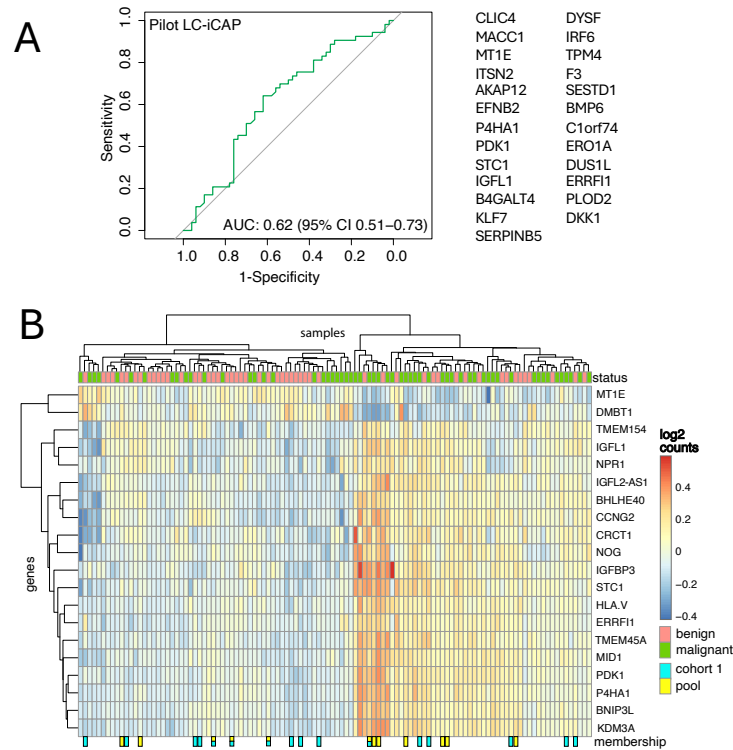 A
Pilot LC-iCAP
Sensitivity
1.0
0.8
0.6
0.4
0.2
0.0
AUC: 0.62 (95% CI 0.51–0.73)
1.0 0.8 0.6 0.4 0.2 0.0
1-Specificity
CLIC4 DYSF
MACC1 IRF6
MT1E TPM4
ITSN2 F3
AKAP12 SESTD1
EFNB2 BMP6
P4HA1 C1orf74
PDK1 ERO1A
STC1 DUS1L
IGFL1 ERRFI1
B4GALT4 PLOD2
KLF7 DKK1
SERPINB5
B
samples
status
genes
MT1E
DMBT1
TMEM154
IGFL1
NPR1
IGFL2-AS1
BHLHE40
CCNG2
CRCT1
NOG
IGFBP3
STC1
HLA.V
ERRFI1
TMEM45A
MID1
PDK1
P4HA1
BNIP3L
KDM3A
membership
log2
counts
0.4
0.2
0
−0.2
−0.4
benign
malignant
cohort 1
pool